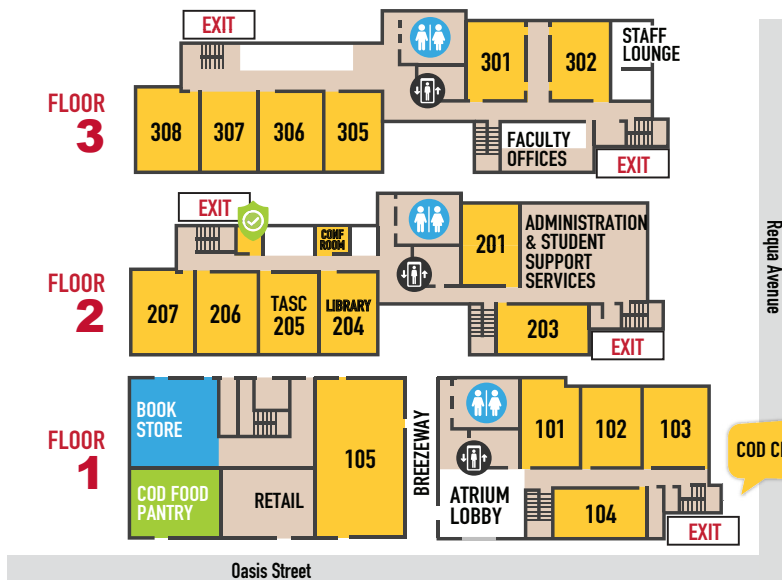 EXIT
STAFF
LOUNGE
301
302
FLOOR
3
308
307
306
305
FACULTY
OFFICES
EXIT
EXIT
CONF
ROOM
201
ADMINISTRATION
& STUDENT
SUPPORT
SERVICES
FLOOR
2
207
206
TASC
205
LIBRARY
204
203
EXIT
Requa Avenue
FLOOR
1
BOOK
STORE
COD FOOD
PANTRY
RETAIL
105
BREEZEWAY
101
102
103
ATRIUM
LOBBY
104
EXIT
COD
Oasis Street